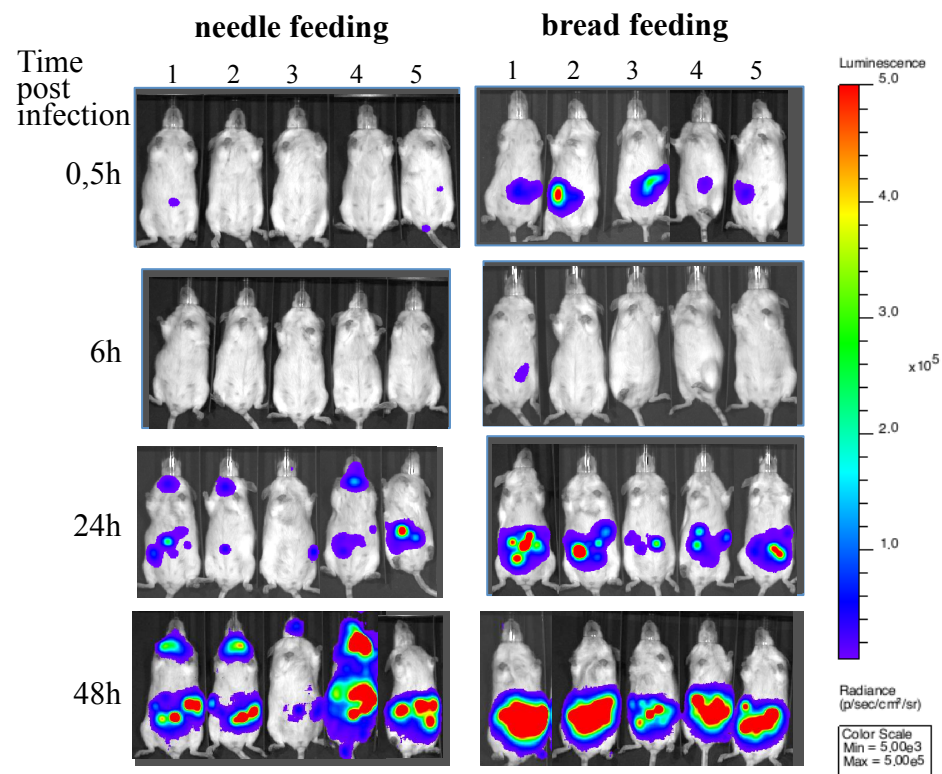 needle feeding
bread feeding
Time
post
infection
1 2 3 4 5
1 2 3 4 5
0,5h
6h
24h
48h
Luminescence
5,0
4,0
3,0
x10⁵
2,0
1,0
Radiance
(p/sec/cm²/sr)
Color Scale
Min = 5,00e3
Max = 5,00e5